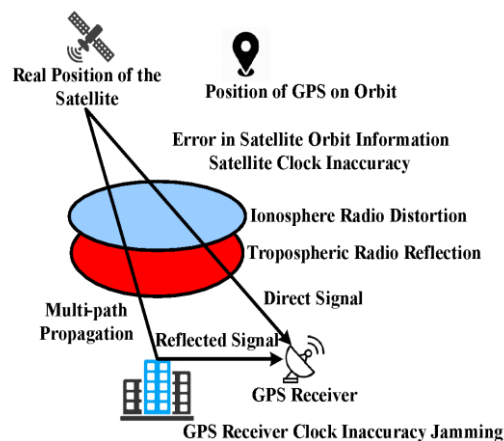 Real Position of the
Satellite
Position of GPS on Orbit
Error in Satellite Orbit Information
Satellite Clock Inaccuracy
Ionosphere Radio Distortion
Tropospheric Radio Reflection
Multi-path
Propagation
Direct Signal
Reflected Signal
GPS Receiver
GPS Receiver Clock Inaccuracy Jamming